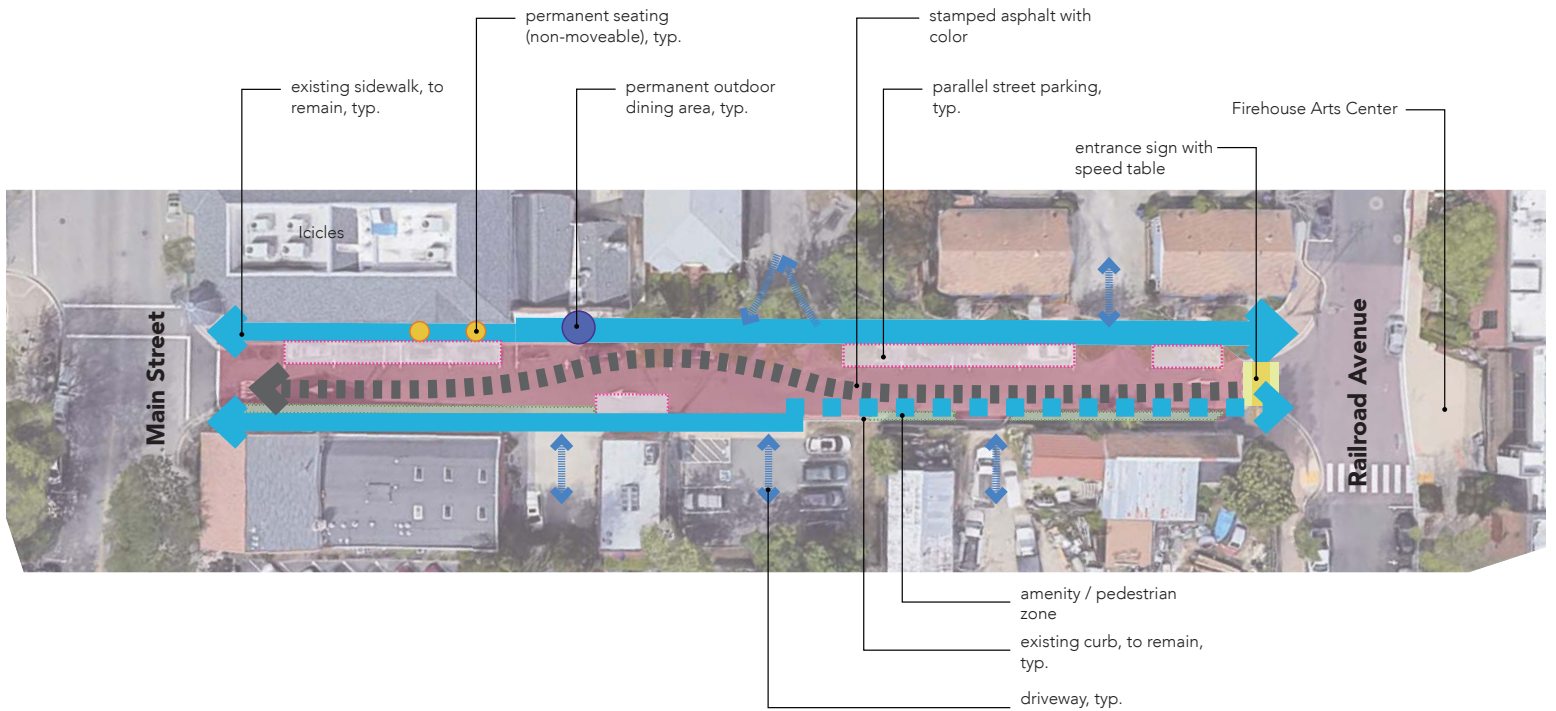 permanent seating
(non-moveable), typ.
stamped asphalt with
color
existing sidewalk, to
remain, typ.
permanent outdoor
dining area, typ.
parallel street parking,
typ.
Firehouse Arts Center
entrance sign with
speed table
Icicles
Main Street
Railroad Avenue
amenity / pedestrian
zone
existing curb, to remain,
typ.
driveway, typ.